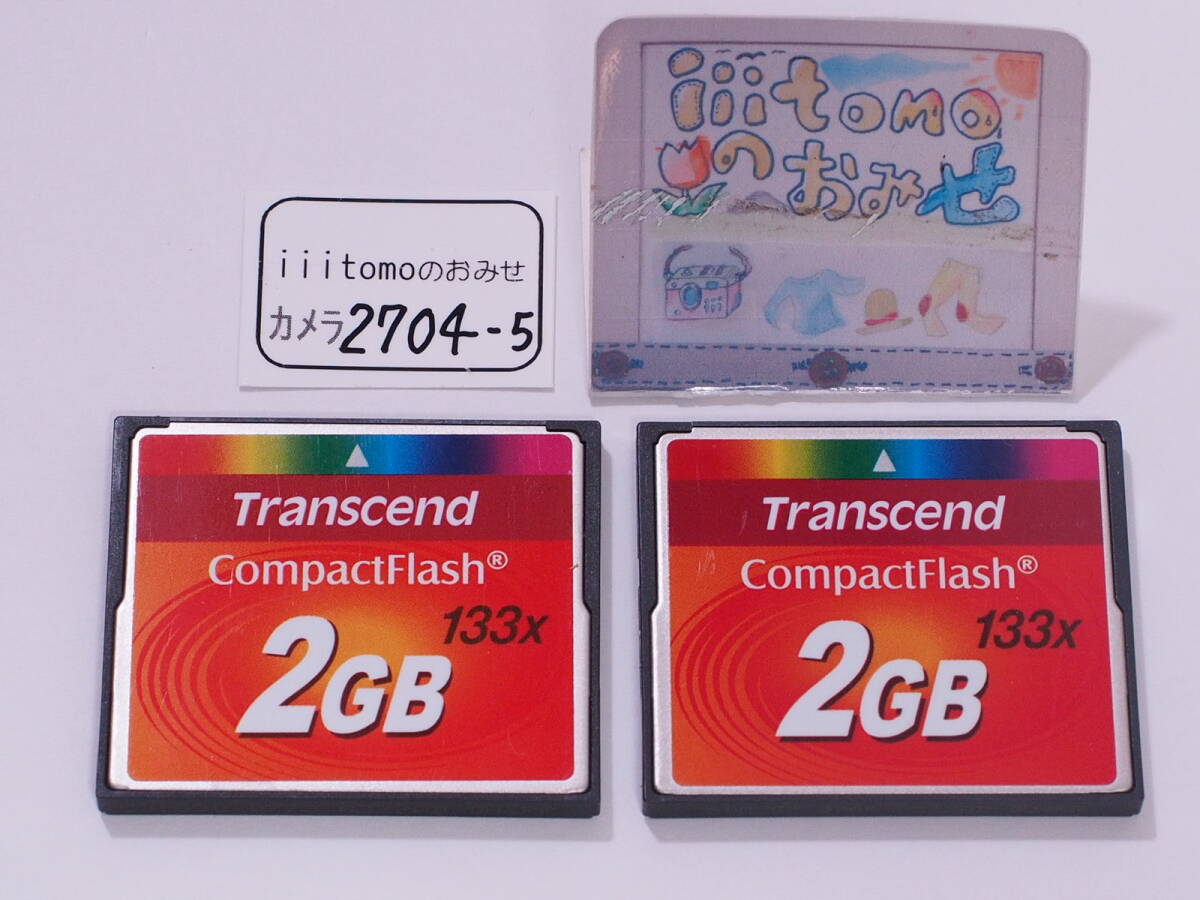 iiitomo
のおみせ
iiitomoのおみせ
カメラ2704-5
Transcend
CompactFlash®
133x
2GB
Transcend
CompactFlash®
133x
2GB